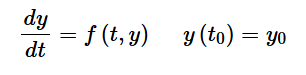 dy/dt = f (t, y)   y (t₀) = y₀